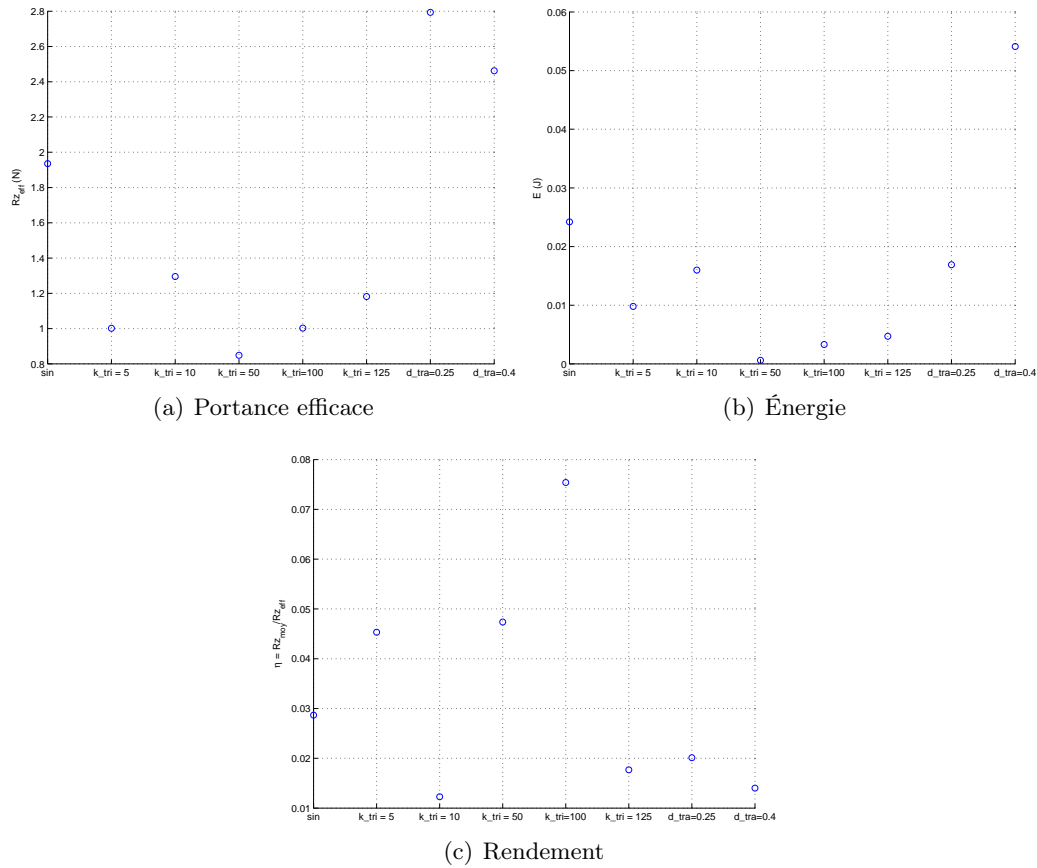 2.8
2.6
2.4
2.2
2
1.8
1.6
1.4
1.2
1
0.8
Rz_eff (N)
sin k_tri = 5 k_tri = 10 k_tri = 50 k_tri=100 k_tri = 125 d_tra=0.25 d_tra=0.4
(a) Portance efficace
0.06
0.05
0.04
0.03
0.02
0.01
0
E (J)
sin k_tri = 5 k_tri = 10 k_tri = 50 k_tri=100 k_tri = 125 d_tra=0.25 d_tra=0.4
(b) Énergie
0.08
0.07
0.06
0.05
0.04
0.03
0.02
0.01
η = Rz_moy/Rz_eff
sin k_tri = 5 k_tri = 10 k_tri = 50 k_tri=100 k_tri = 125 d_tra=0.25 d_tra=0.4
(c) Rendement